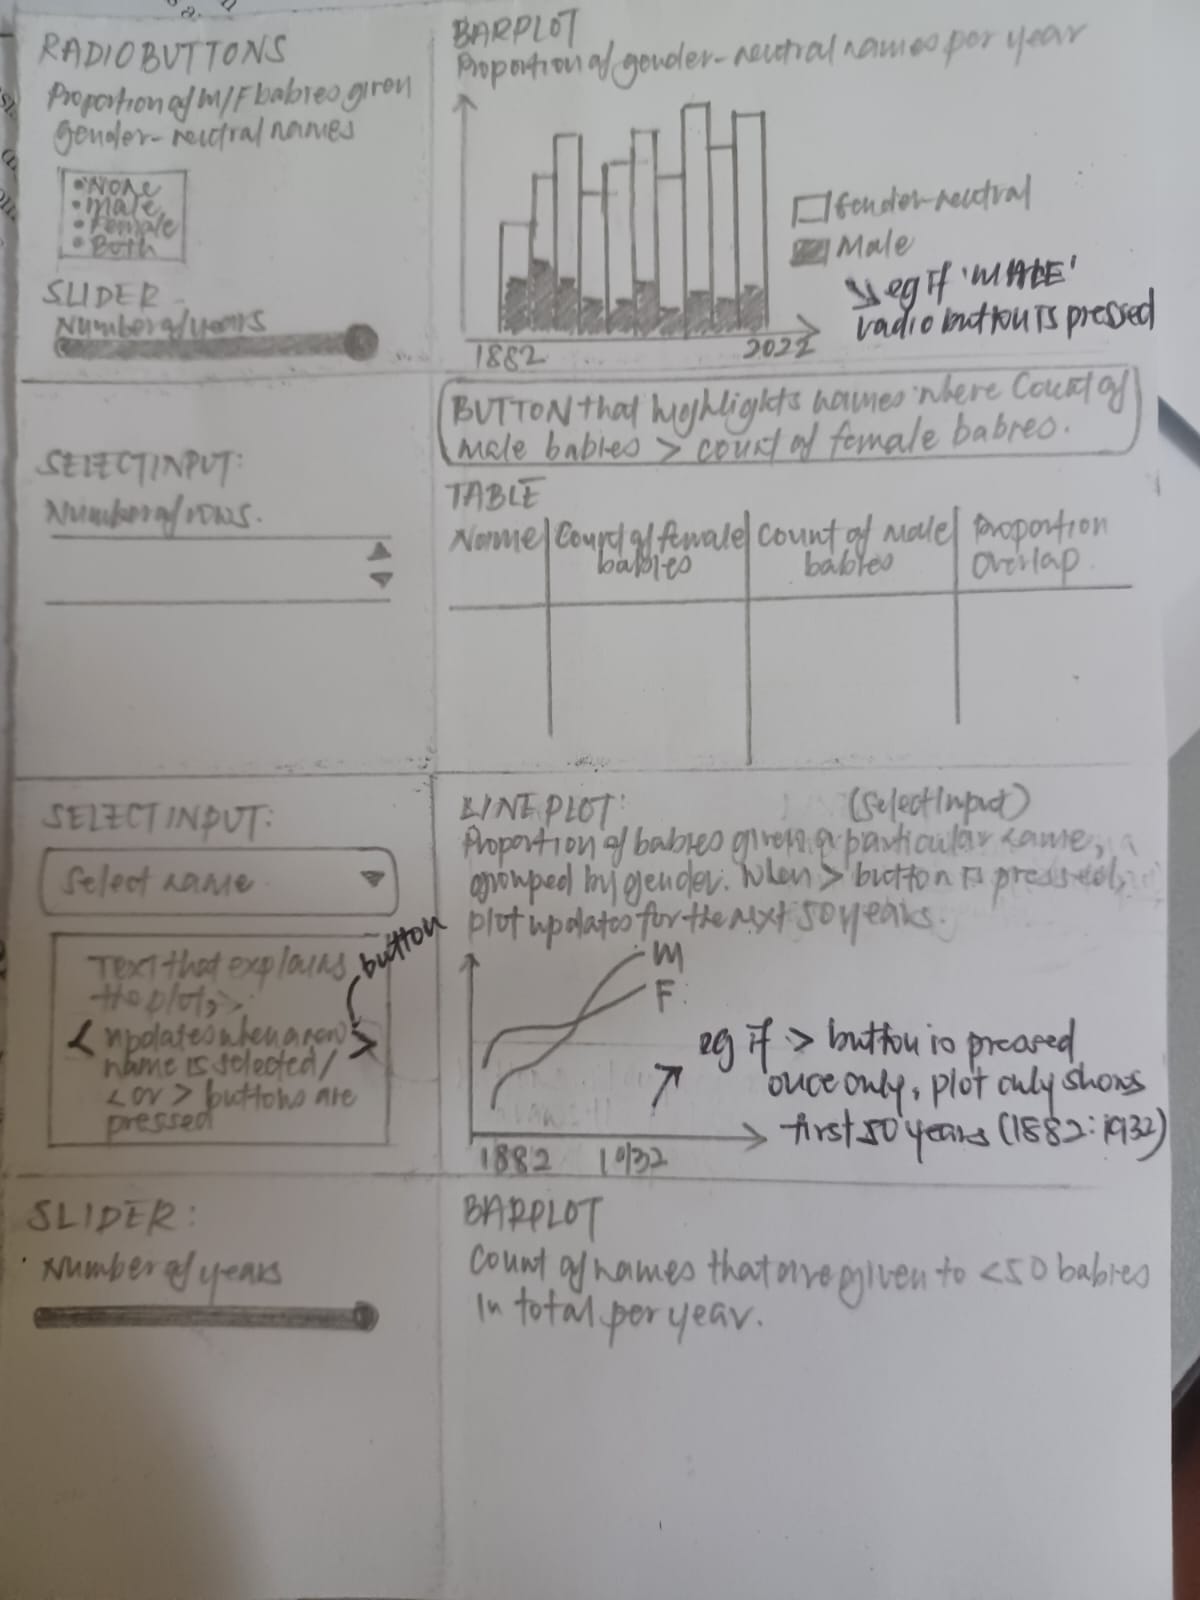 RADIOBUTTONS
Proportion of M/F babies given
gender-neutral names
• None
• Male
• Female
• Both
SLIDER
Number of years
BARPLOT
Proportion of gender-neutral names per year
Gender-neutral
Male
eg if 'MALE'
radio button is pressed
1882
2022
SELECTINPUT:
Number of rows.
BUTTON that highlights names where Count of
male babies > count of female babies.
TABLE
Name
Count of female
babies
Count of Male
babies
Proportion
Overlap.
SELECTINPUT:
Select name
button
Text that explains
the plot,
< updates when a new >
name is selected/
< or > buttons are
pressed
LINEPLOT:
(SelectInput)
Proportion of babies given a particular name,
grouped by gender. When > button is pressed,
plot updates for the next 50 years.
M
F
eg if > button is pressed
once only, plot only shows
first 50 years (1882:1932)
1882
1932
SLIDER:
Number of years
BARPLOT
Count of names that are given to <50 babies
in total per year.